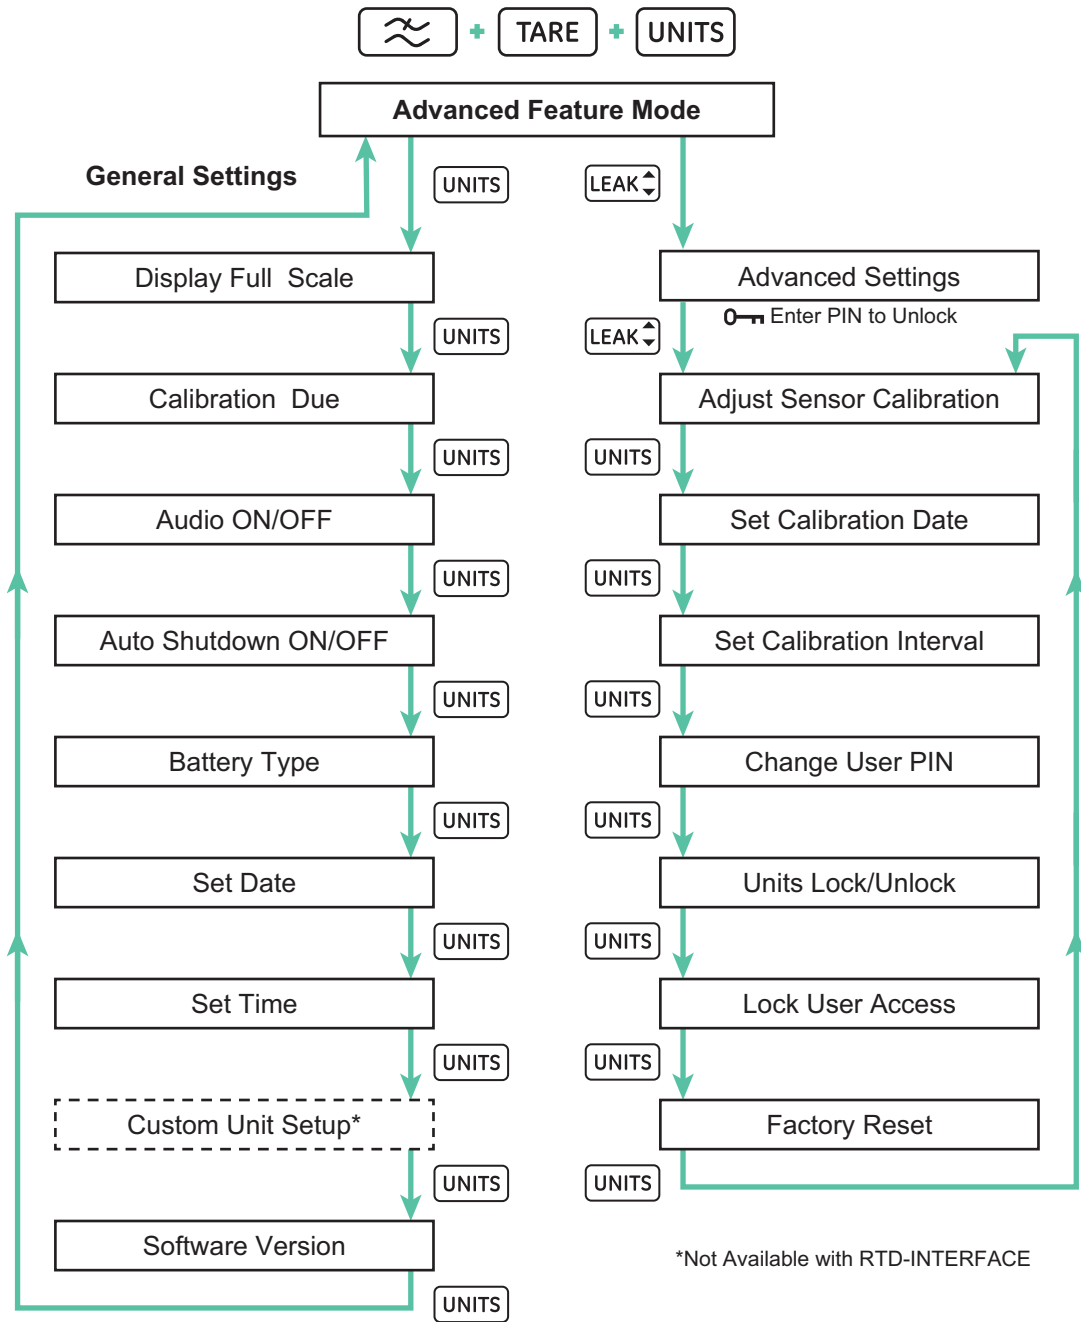 + TARE + UNITS
Advanced Feature Mode
General Settings
UNITS
Display Full Scale
UNITS
Calibration Due
UNITS
Audio ON/OFF
UNITS
Auto Shutdown ON/OFF
UNITS
Battery Type
UNITS
Set Date
UNITS
Set Time
UNITS
Custom Unit Setup*
UNITS
Software Version
UNITS
LEAK
Advanced Settings
Enter PIN to Unlock
LEAK
Adjust Sensor Calibration
UNITS
Set Calibration Date
UNITS
Set Calibration Interval
UNITS
Change User PIN
UNITS
Units Lock/Unlock
UNITS
Lock User Access
UNITS
Factory Reset
UNITS
*Not Available with RTD-INTERFACE